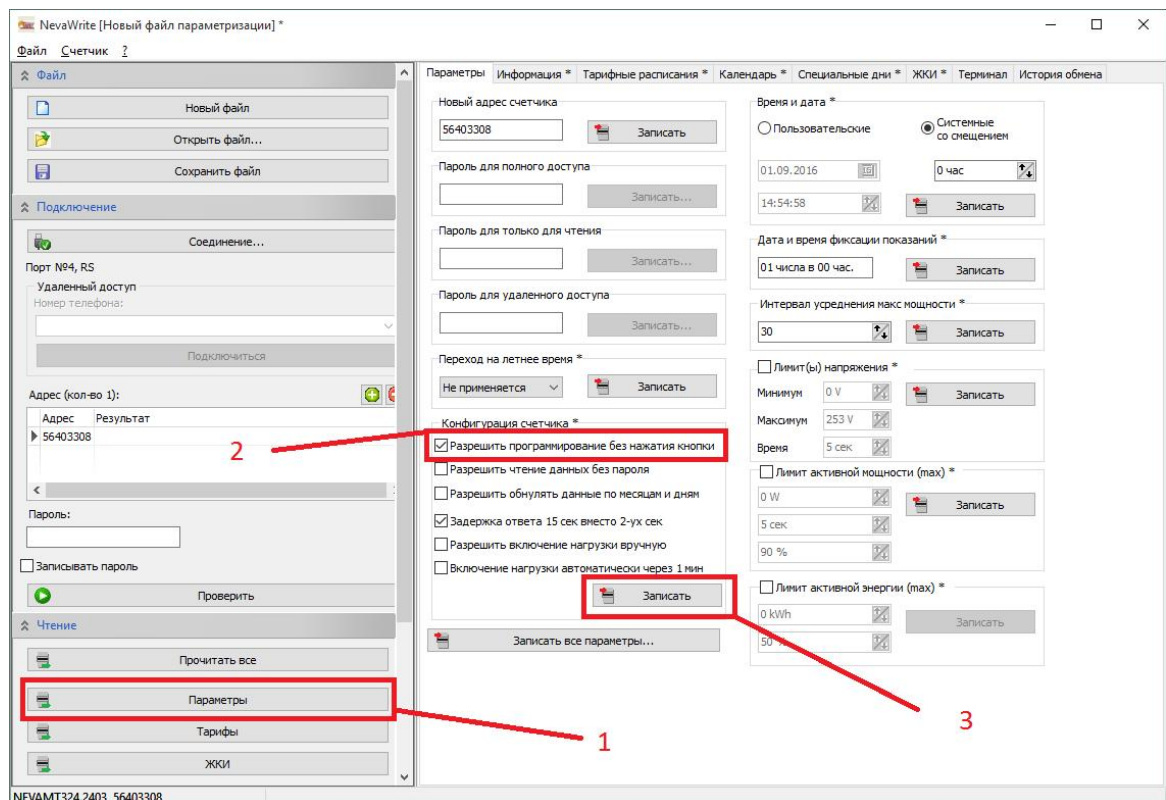 NevaWrite [Новый файл параметризации] *
Файл Счетчик ?
Файл
Новый файл
Открыть файл...
Сохранить файл
Подключение
Соединение...
Порт №4, RS
Удаленный доступ
Номер телефона:
Подключиться
Адрес (кол-во 1):
Адрес Результат
56403308
Пароль:
Записывать пароль
Проверить
Чтение
Прочитать все
Параметры
Тарифы
ЖКИ
NEVAMT324.2403 56403308
Параметры Информация * Тарифные расписания * Календарь * Специальные дни * ЖКИ * Терминал История обмена
Новый адрес счетчика
56403308 Записать
Пароль для полного доступа
Записать...
Пароль для только для чтения
Записать...
Пароль для удаленного доступа
Записать...
Переход на летнее время *
Не применяется Записать
Конфигурация счетчика *
Разрешить программирование без нажатия кнопки
Разрешить чтение данных без пароля
Разрешить обнулять данные по месяцам и дням
Задержка ответа 15 сек вместо 2-ух сек
Разрешить включение нагрузки вручную
Включение нагрузки автоматически через 1 мин
Записать
Записать все параметры...
Время и дата *
Пользовательские Системные
со смещением
01.09.2016 15 0 час
14:54:58 Записать
Дата и время фиксации показаний *
01 числа в 00 час. Записать
Интервал усреднения макс мощности *
30 Записать
Лимит(ы) напряжения *
Минимум 0 V Записать
Максимум 253 V
Время 5 сек
Лимит активной мощности (max) *
0 W Записать
5 сек
90 %
Лимит активной энергии (max) *
0 kWh Записать
50 %
2
1
3